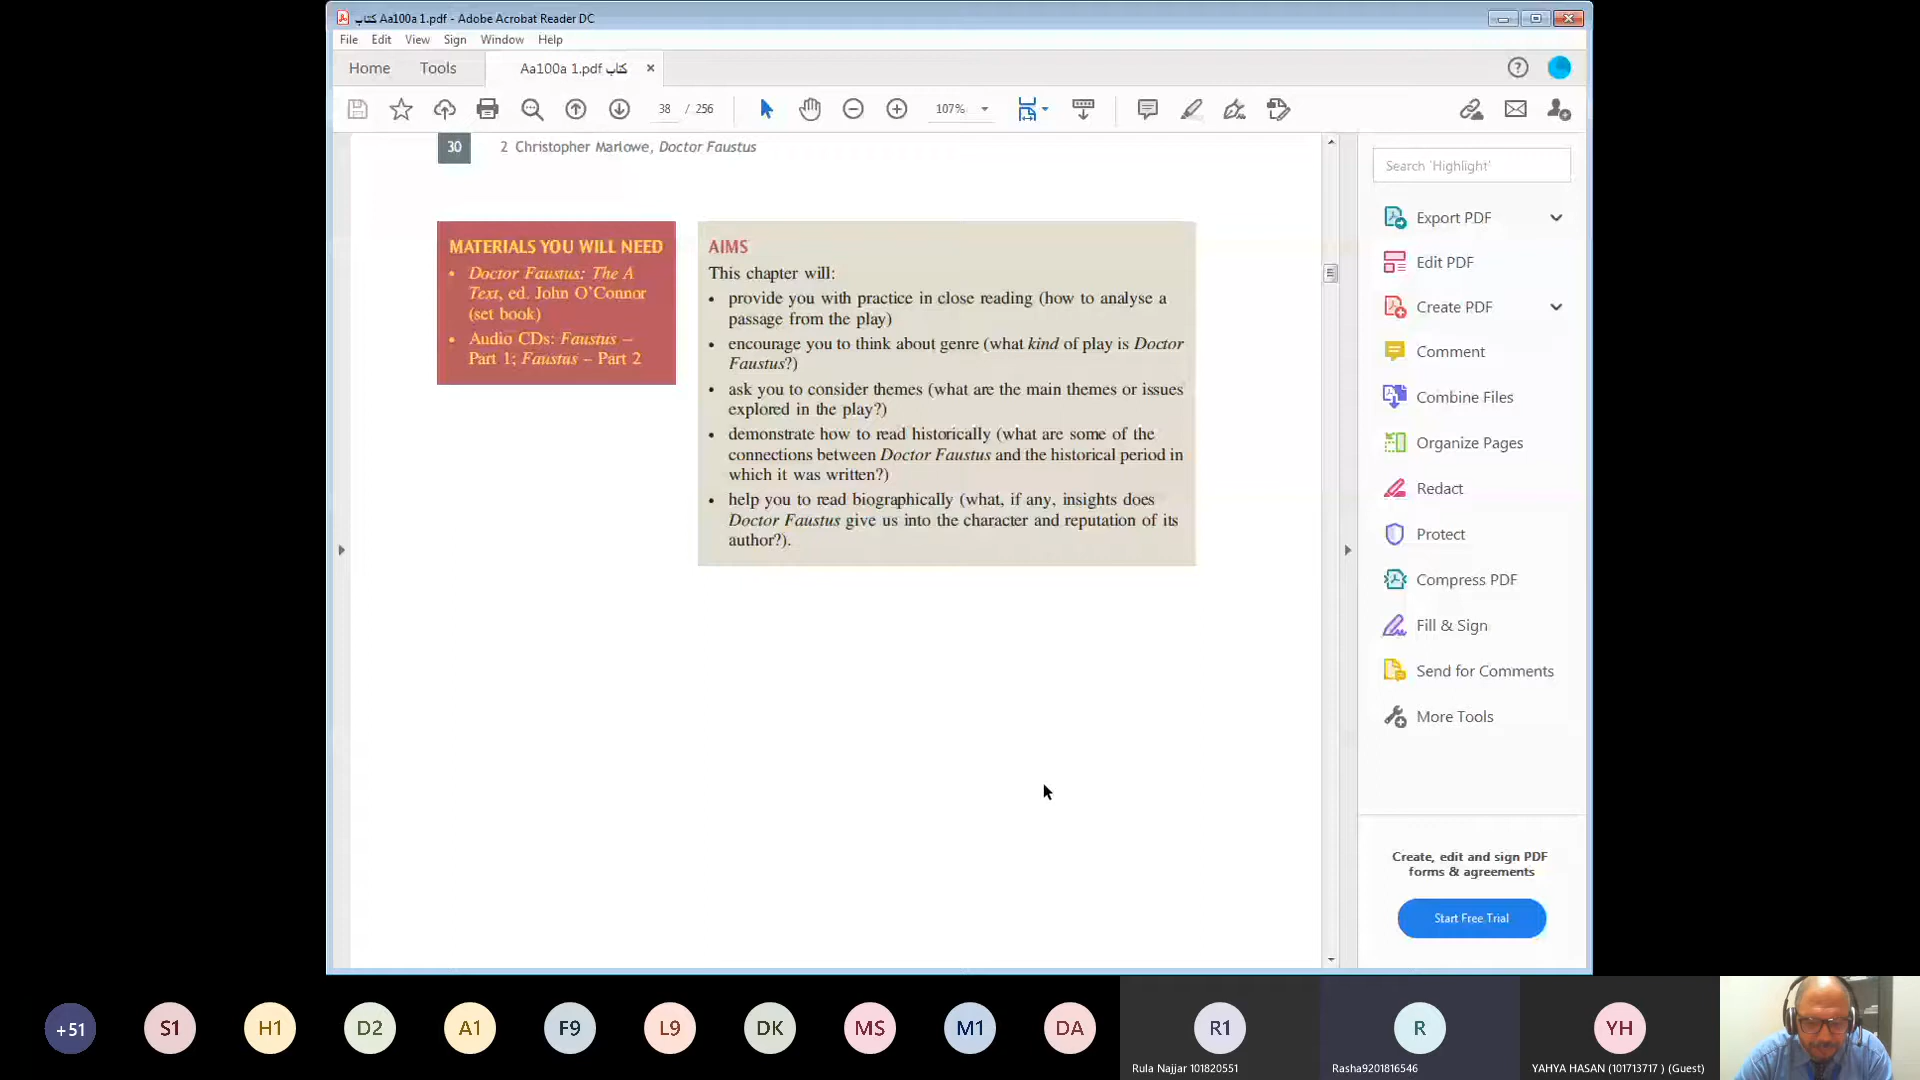 كتاب Aa100a 1.pdf - Adobe Acrobat Reader DC
File Edit View Sign Window Help
Home Tools كتاب Aa100a 1.pdf
38 / 256 107%
30 2 Christopher Marlowe, Doctor Faustus
MATERIALS YOU WILL NEED
• Doctor Faustus: The A
Text, ed. John O'Connor
(set book)
• Audio CDs: Faustus –
Part 1; Faustus – Part 2
AIMS
This chapter will:
• provide you with practice in close reading (how to analyse a
passage from the play)
• encourage you to think about genre (what kind of play is Doctor
Faustus?)
• ask you to consider themes (what are the main themes or issues
explored in the play?)
• demonstrate how to read historically (what are some of the
connections between Doctor Faustus and the historical period in
which it was written?)
• help you to read biographically (what, if any, insights does
Doctor Faustus give us into the character and reputation of its
author?).
Search 'Highlight'
Export PDF
Edit PDF
Create PDF
Comment
Combine Files
Organize Pages
Redact
Protect
Compress PDF
Fill & Sign
Send for Comments
More Tools
Create, edit and sign PDF
forms & agreements
Start Free Trial
+51 S1 H1 D2 A1 F9 L9 DK MS M1 DA R1 R YH
Rula Najjar 101820551 Rasha9201816546 YAHYA HASAN (101713717 ) (Guest)